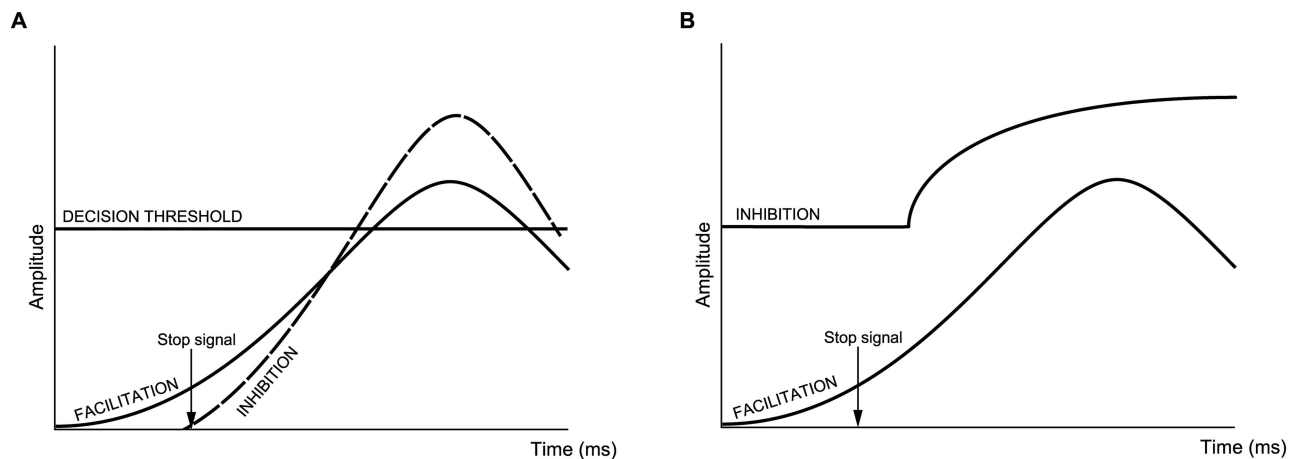 A
Amplitude
DECISION THRESHOLD
Stop signal
FACILITATION
INHIBITION
Time (ms)
B
Amplitude
INHIBITION
Stop signal
FACILITATION
Time (ms)